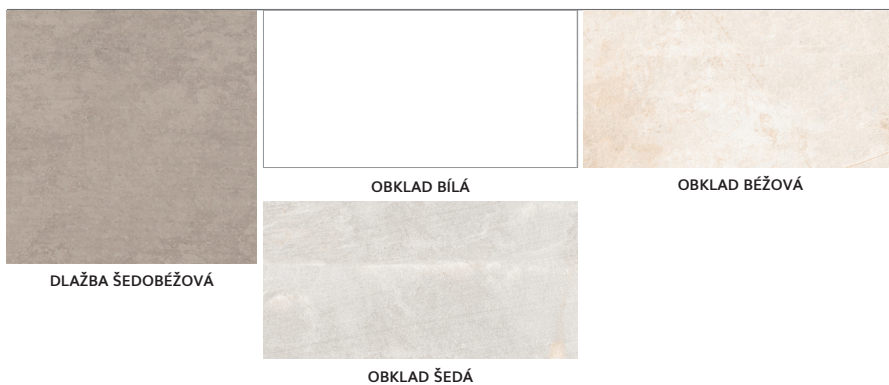 OBKLAD BÍLÁ
OBKLAD BÉŽOVÁ
DLAŽBA ŠEDOBÉŽOVÁ
OBKLAD ŠEDÁ